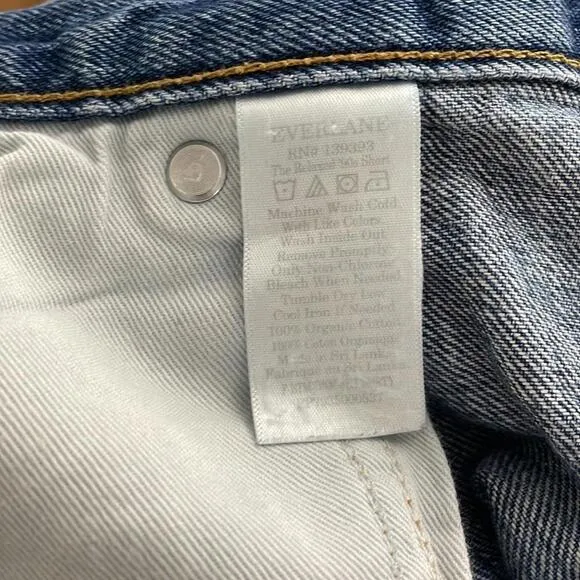 EVERLANE
RN# 139393
The Relaxed '90s Short
Machine Wash Cold
With Like Colors
Wash Inside Out
Remove Promptly
Only Non-Chlorine
Bleach When Needed
Tumble Dry Low
Cool Iron if Needed
100% Organic Cotton
100% Coton Organique
Made in Sri Lanka
Fabrique au Sri Lanka